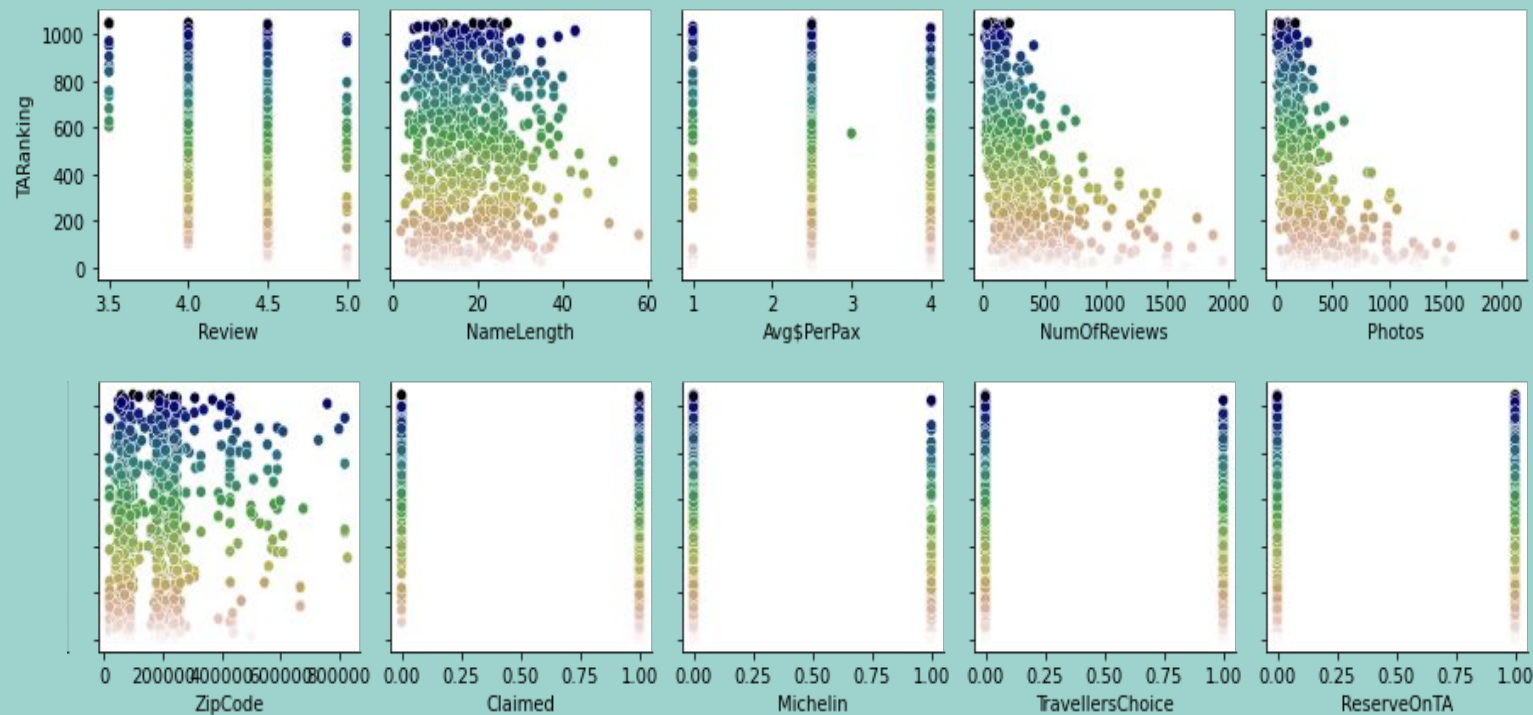 TARanking
1000
800
600
400
200
0
3.5 4.0 4.5 5.0
Review
0 20 40 60
NameLength
1 2 3 4
Avg$PerPax
0 500 1000 1500 2000
NumOfReviews
0 500 1000 1500 2000
Photos
0 200000 400000 600000 800000
ZipCode
0.00 0.25 0.50 0.75 1.00
Claimed
0.00 0.25 0.50 0.75 1.00
Michelin
0.00 0.25 0.50 0.75 1.00
TravellersChoice
0.00 0.25 0.50 0.75 1.00
ReserveOnTA